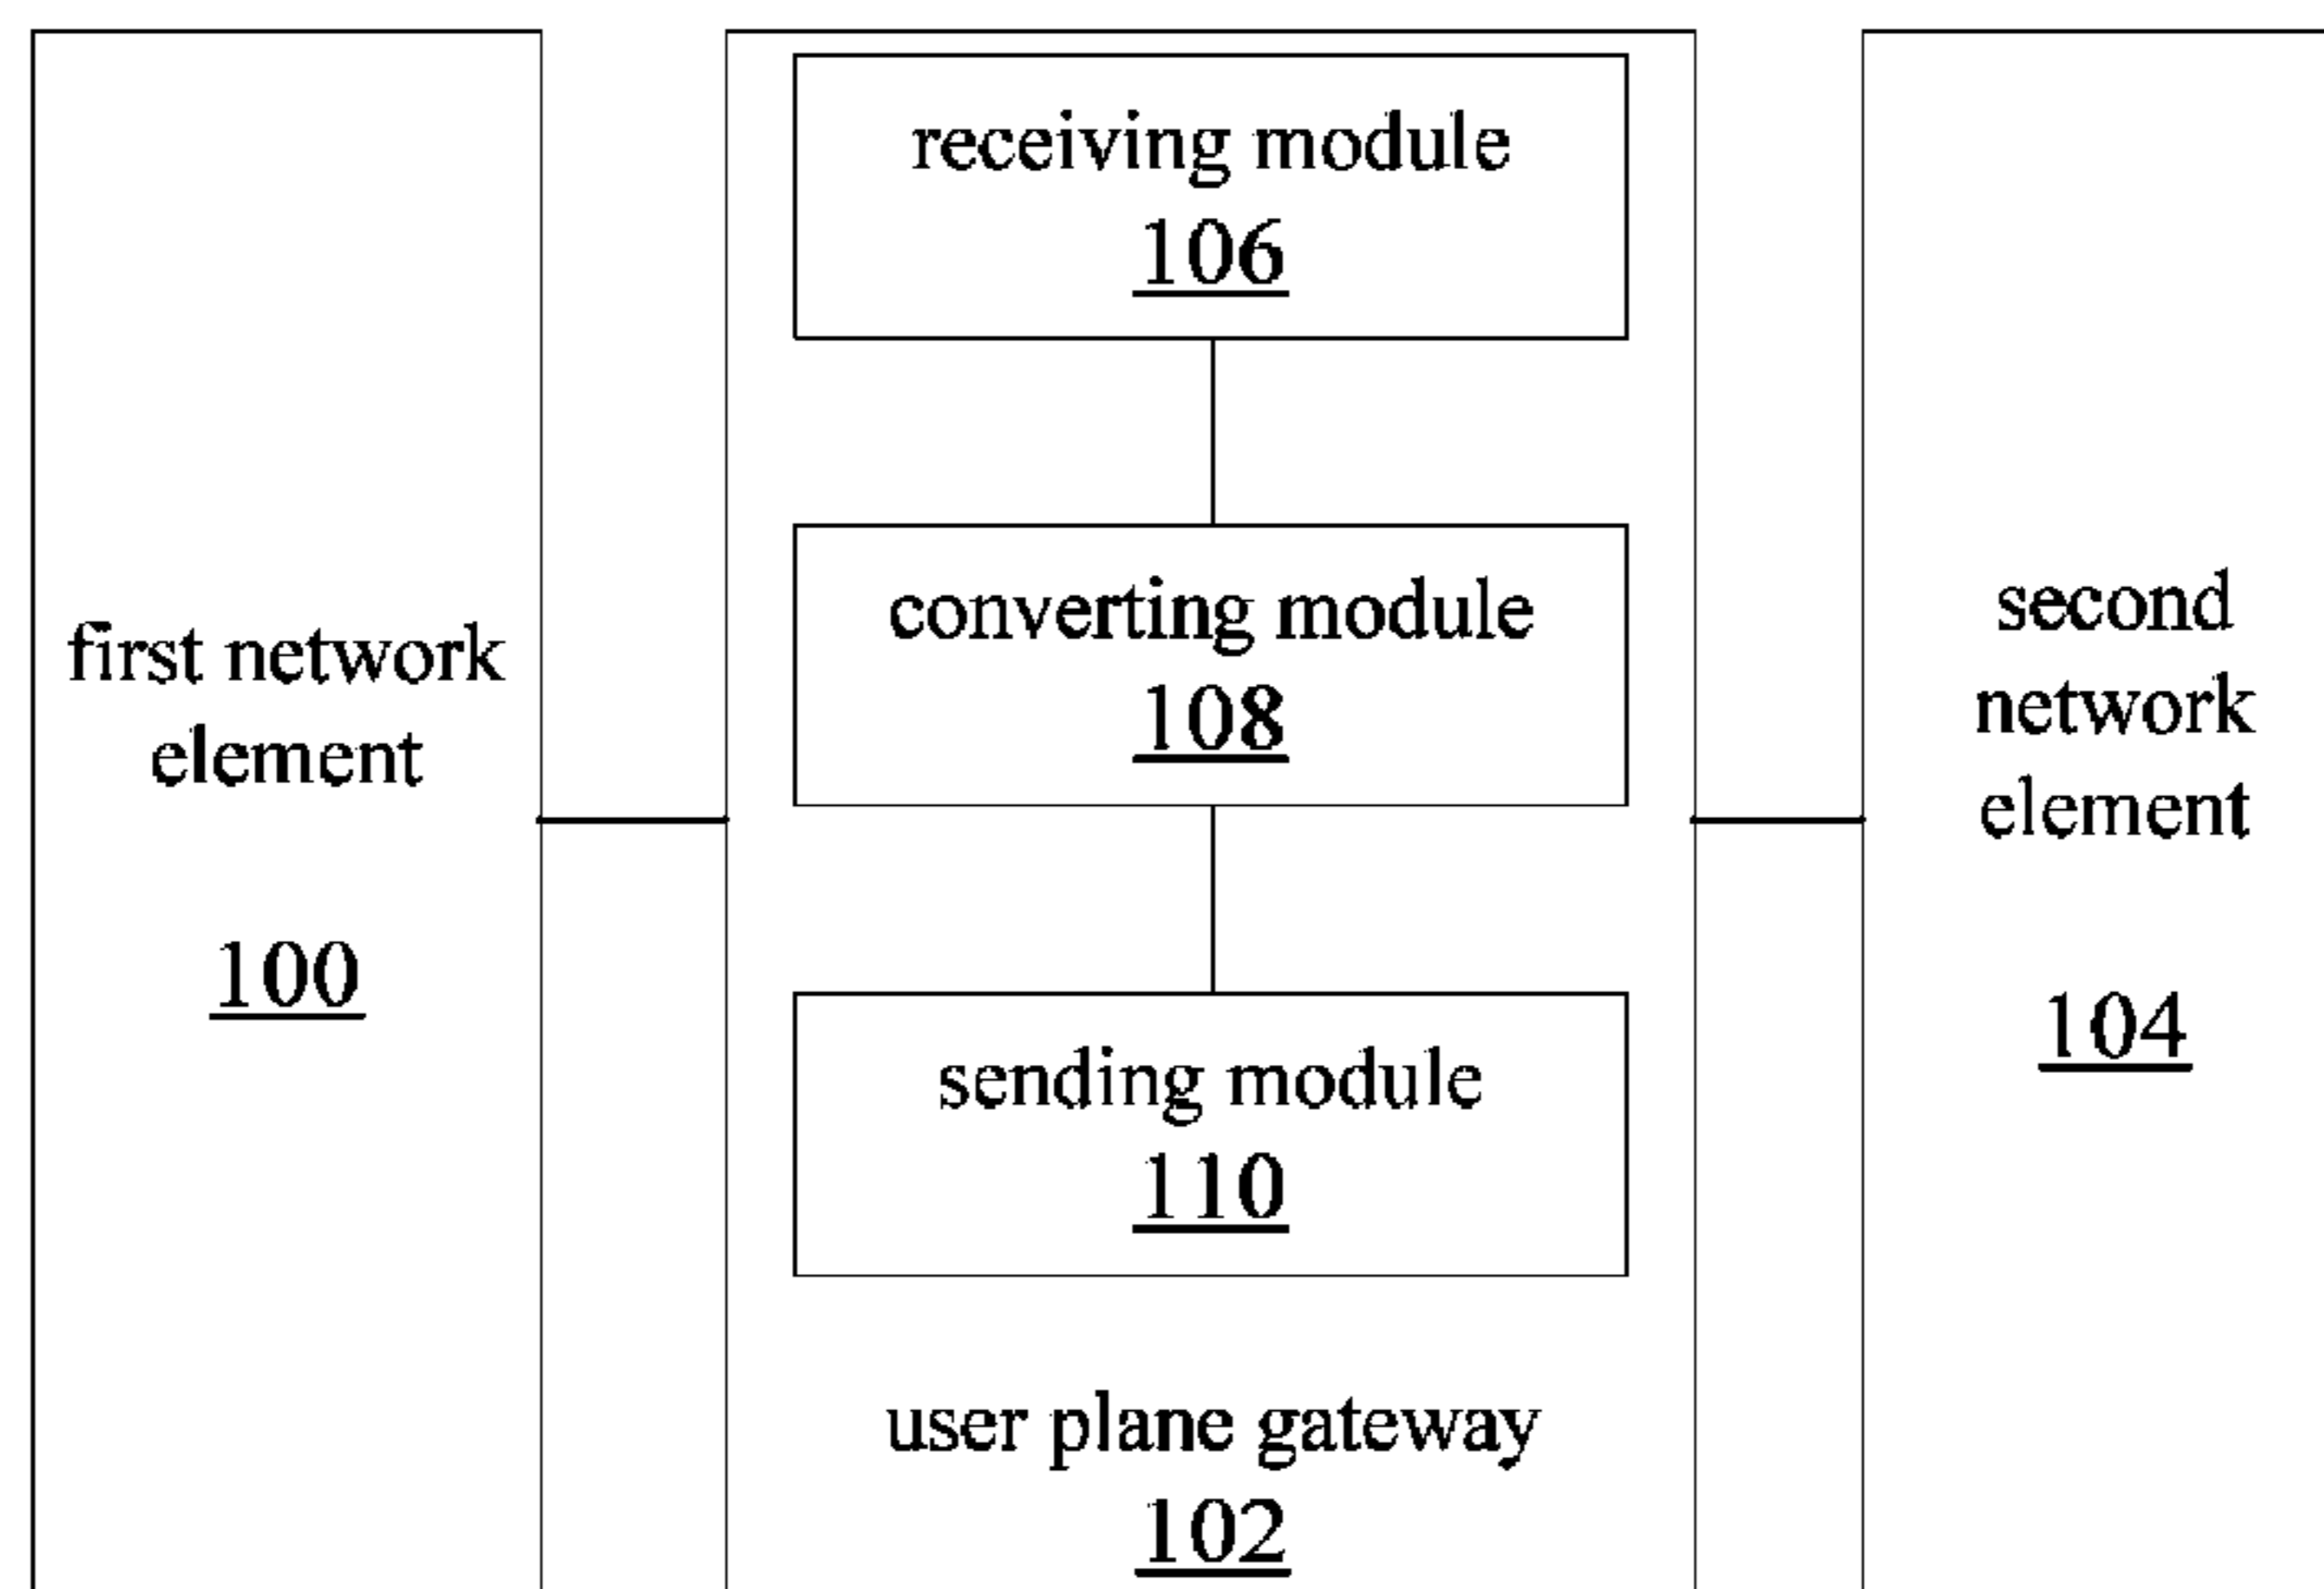 first network
element
100
receiving module
106
converting module
108
sending module
110
user plane gateway
102
second
network
element
104